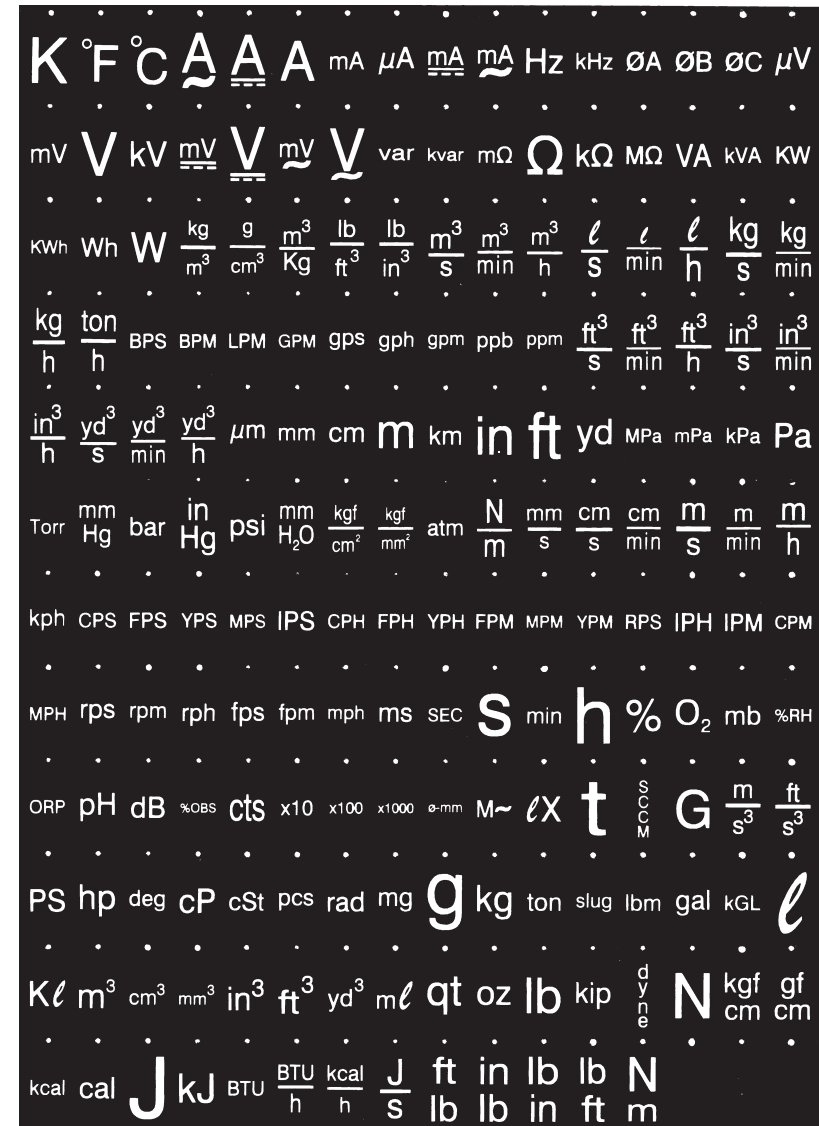 K °F °C A~ A⎓ A mA µA mA⎓ mA~ Hz kHz ØA ØB ØC µV
mV V kV mV⎓ V⎓ mV~ V~ var kvar mΩ Ω kΩ MΩ VA kVA KW
KWh Wh W kg/m³ g/cm³ m³/Kg lb/ft³ lb/in³ m³/s m³/min m³/h ℓ/s ℓ/min ℓ/h kg/s kg/min
kg/h ton/h BPS BPM LPM GPM gps gph gpm ppb ppm ft³/s ft³/min ft³/h in³/s in³/min
in³/h yd³/s yd³/min yd³/h µm mm cm m km in ft yd MPa mPa kPa Pa
Torr mm Hg bar in Hg psi mm H₂O kgf/cm² kgf/mm² atm N/m mm/s cm/s cm/min m/s m/min m/h
kph CPS FPS YPS MPS IPS CPH FPH YPH FPM MPM YPM RPS IPH IPM CPM
MPH rps rpm rph fps fpm mph ms SEC s min h % O₂ mb %RH
ORP pH dB %OBS cts x10 x100 x1000 ø-mm M~ ℓX t SCCM G m/s³ ft/s³
PS hp deg cP cSt pcs rad mg g kg ton slug lbm gal kGL ℓ
Kℓ m³ cm³ mm³ in³ ft³ yd³ mℓ qt oz lb kip dyne N kgf cm gf cm
kcal cal J kJ BTU BTU/h kcal/h J/s ft lb in lb lb in lb ft N m